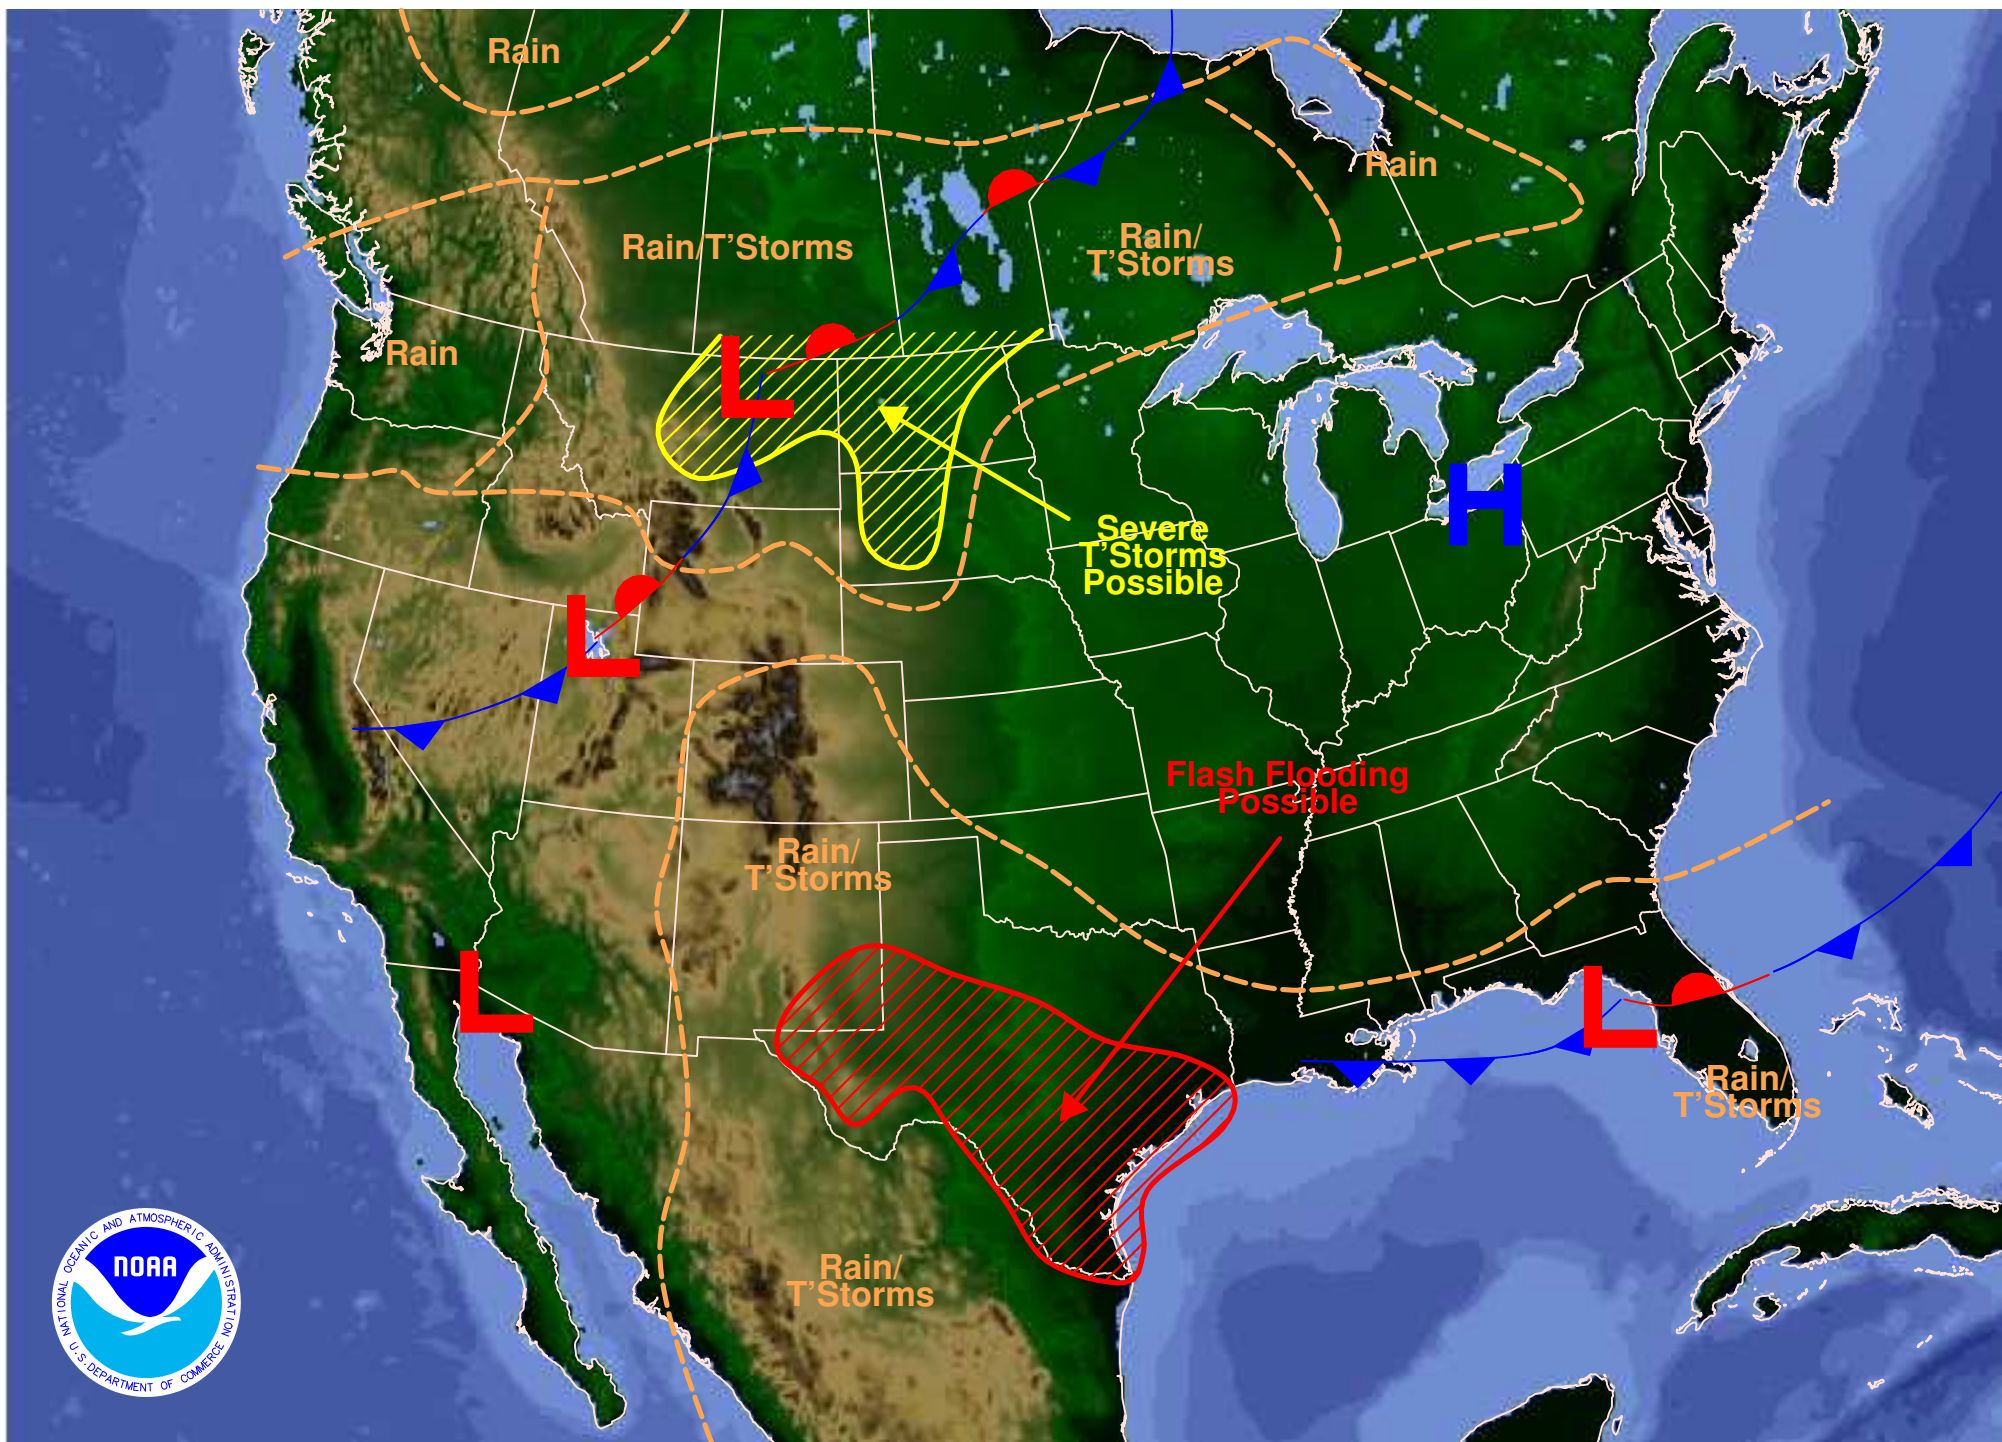 Rain
Rain
Rain/T'Storms
Rain/
T'Storms
Rain
L
H
Severe
T'Storms
Possible
L
Flash Flooding
Possible
Rain/
T'Storms
L
L
Rain/
T'Storms
Rain/
T'Storms
NATIONAL OCEANIC AND ATMOSPHERIC ADMINISTRATION
NOAA
U.S. DEPARTMENT OF COMMERCE